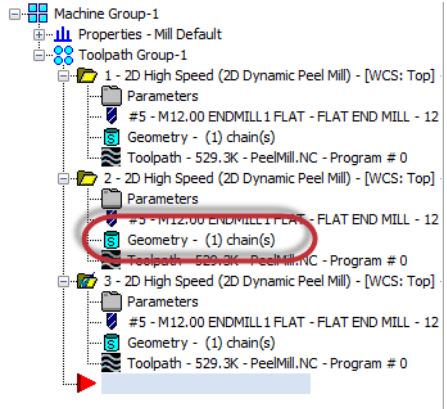 Machine Group-1
Properties - Mill Default
Toolpath Group-1
1 - 2D High Speed (2D Dynamic Peel Mill) - [WCS: Top] -
Parameters
#5 - M12.00 ENDMILL1 FLAT - FLAT END MILL - 12
Geometry - (1) chain(s)
Toolpath - 529.3K - PeelMill.NC - Program # 0
2 - 2D High Speed (2D Dynamic Peel Mill) - [WCS: Top] -
Parameters
#5 - M12.00 ENDMILL1 FLAT - FLAT END MILL - 12
Geometry - (1) chain(s)
Toolpath - 529.3K - PeelMill.NC - Program # 0
3 - 2D High Speed (2D Dynamic Peel Mill) - [WCS: Top] -
Parameters
#5 - M12.00 ENDMILL1 FLAT - FLAT END MILL - 12
Geometry - (1) chain(s)
Toolpath - 529.3K - PeelMill.NC - Program # 0